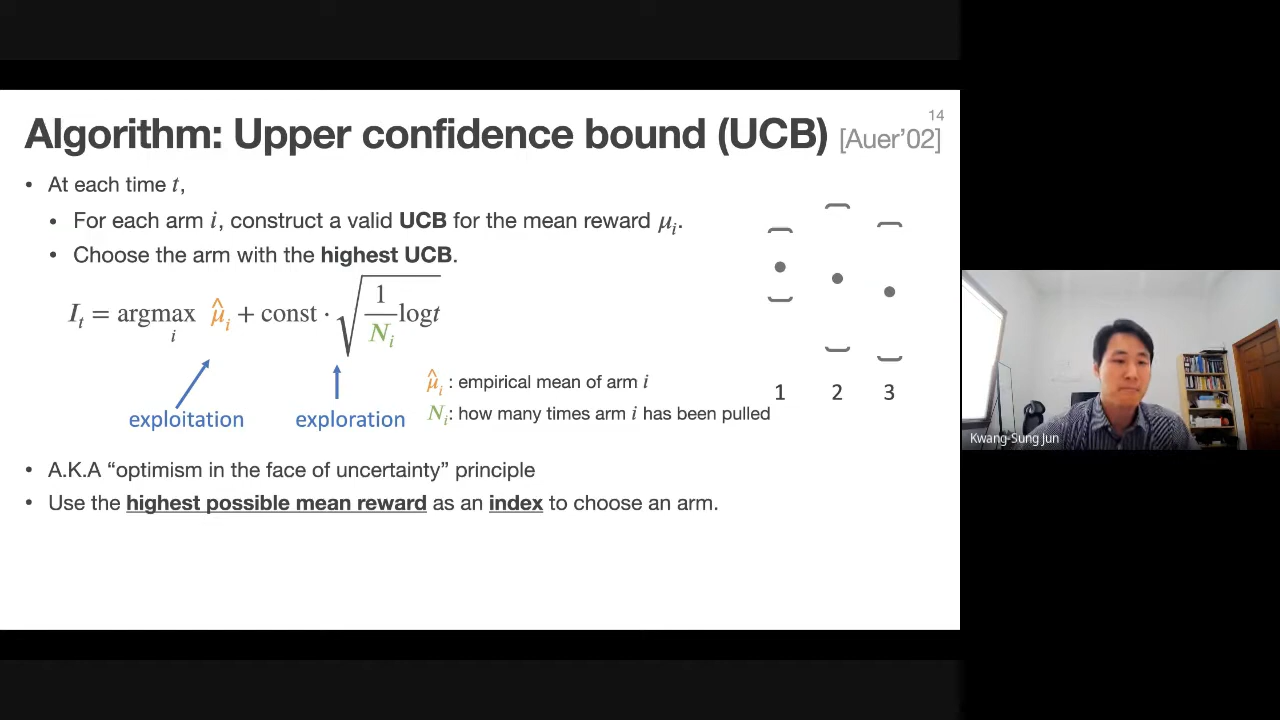 14
Algorithm: Upper confidence bound (UCB) [Auer'02]
• At each time t,
• For each arm i, construct a valid UCB for the mean reward μᵢ.
• Choose the arm with the highest UCB.
Iₜ = argmaxᵢ μ̂ᵢ + const · √(1/Nᵢ logt)
μ̂ᵢ : empirical mean of arm i
Nᵢ: how many times arm i has been pulled
exploitation exploration
1 2 3
• A.K.A “optimism in the face of uncertainty” principle
• Use the highest possible mean reward as an index to choose an arm.
Kwang-Sung Jun